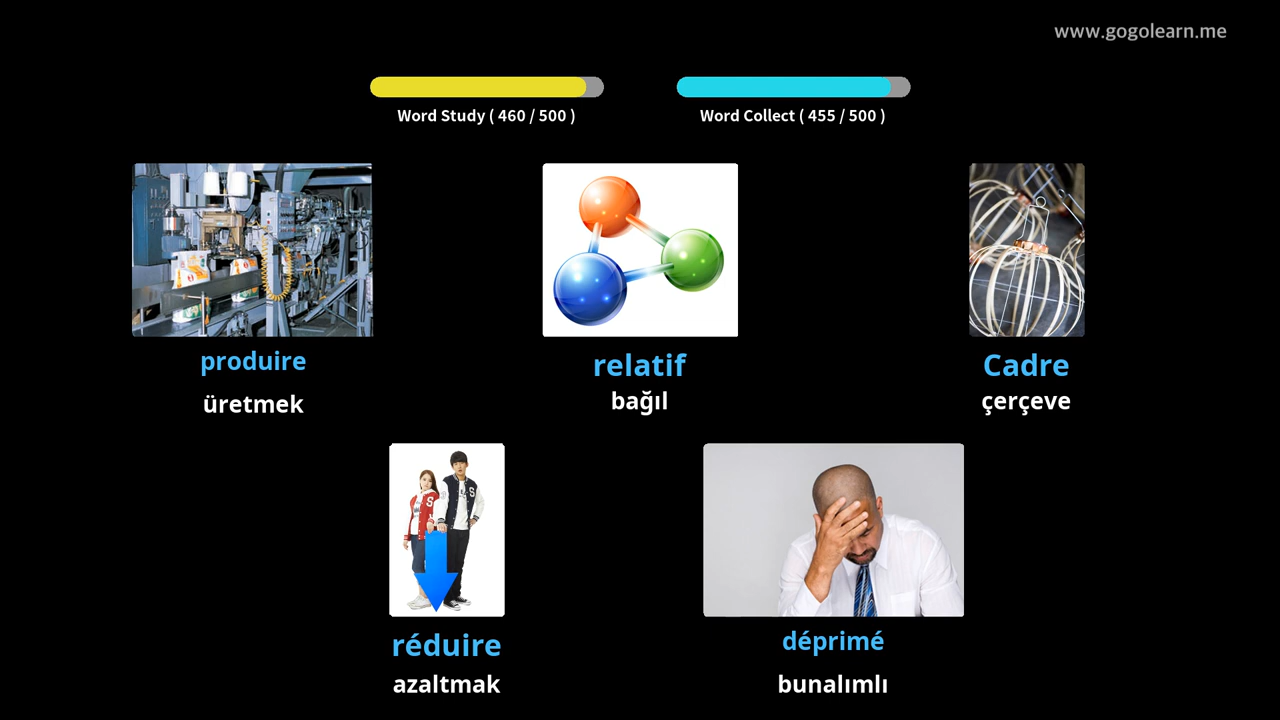 www.gogolearn.me
Word Study ( 460 / 500 )
Word Collect ( 455 / 500 )
produire
üretmek
relatif
bağıl
Cadre
çerçeve
S
S
réduire
azaltmak
déprimé
bunalımlı